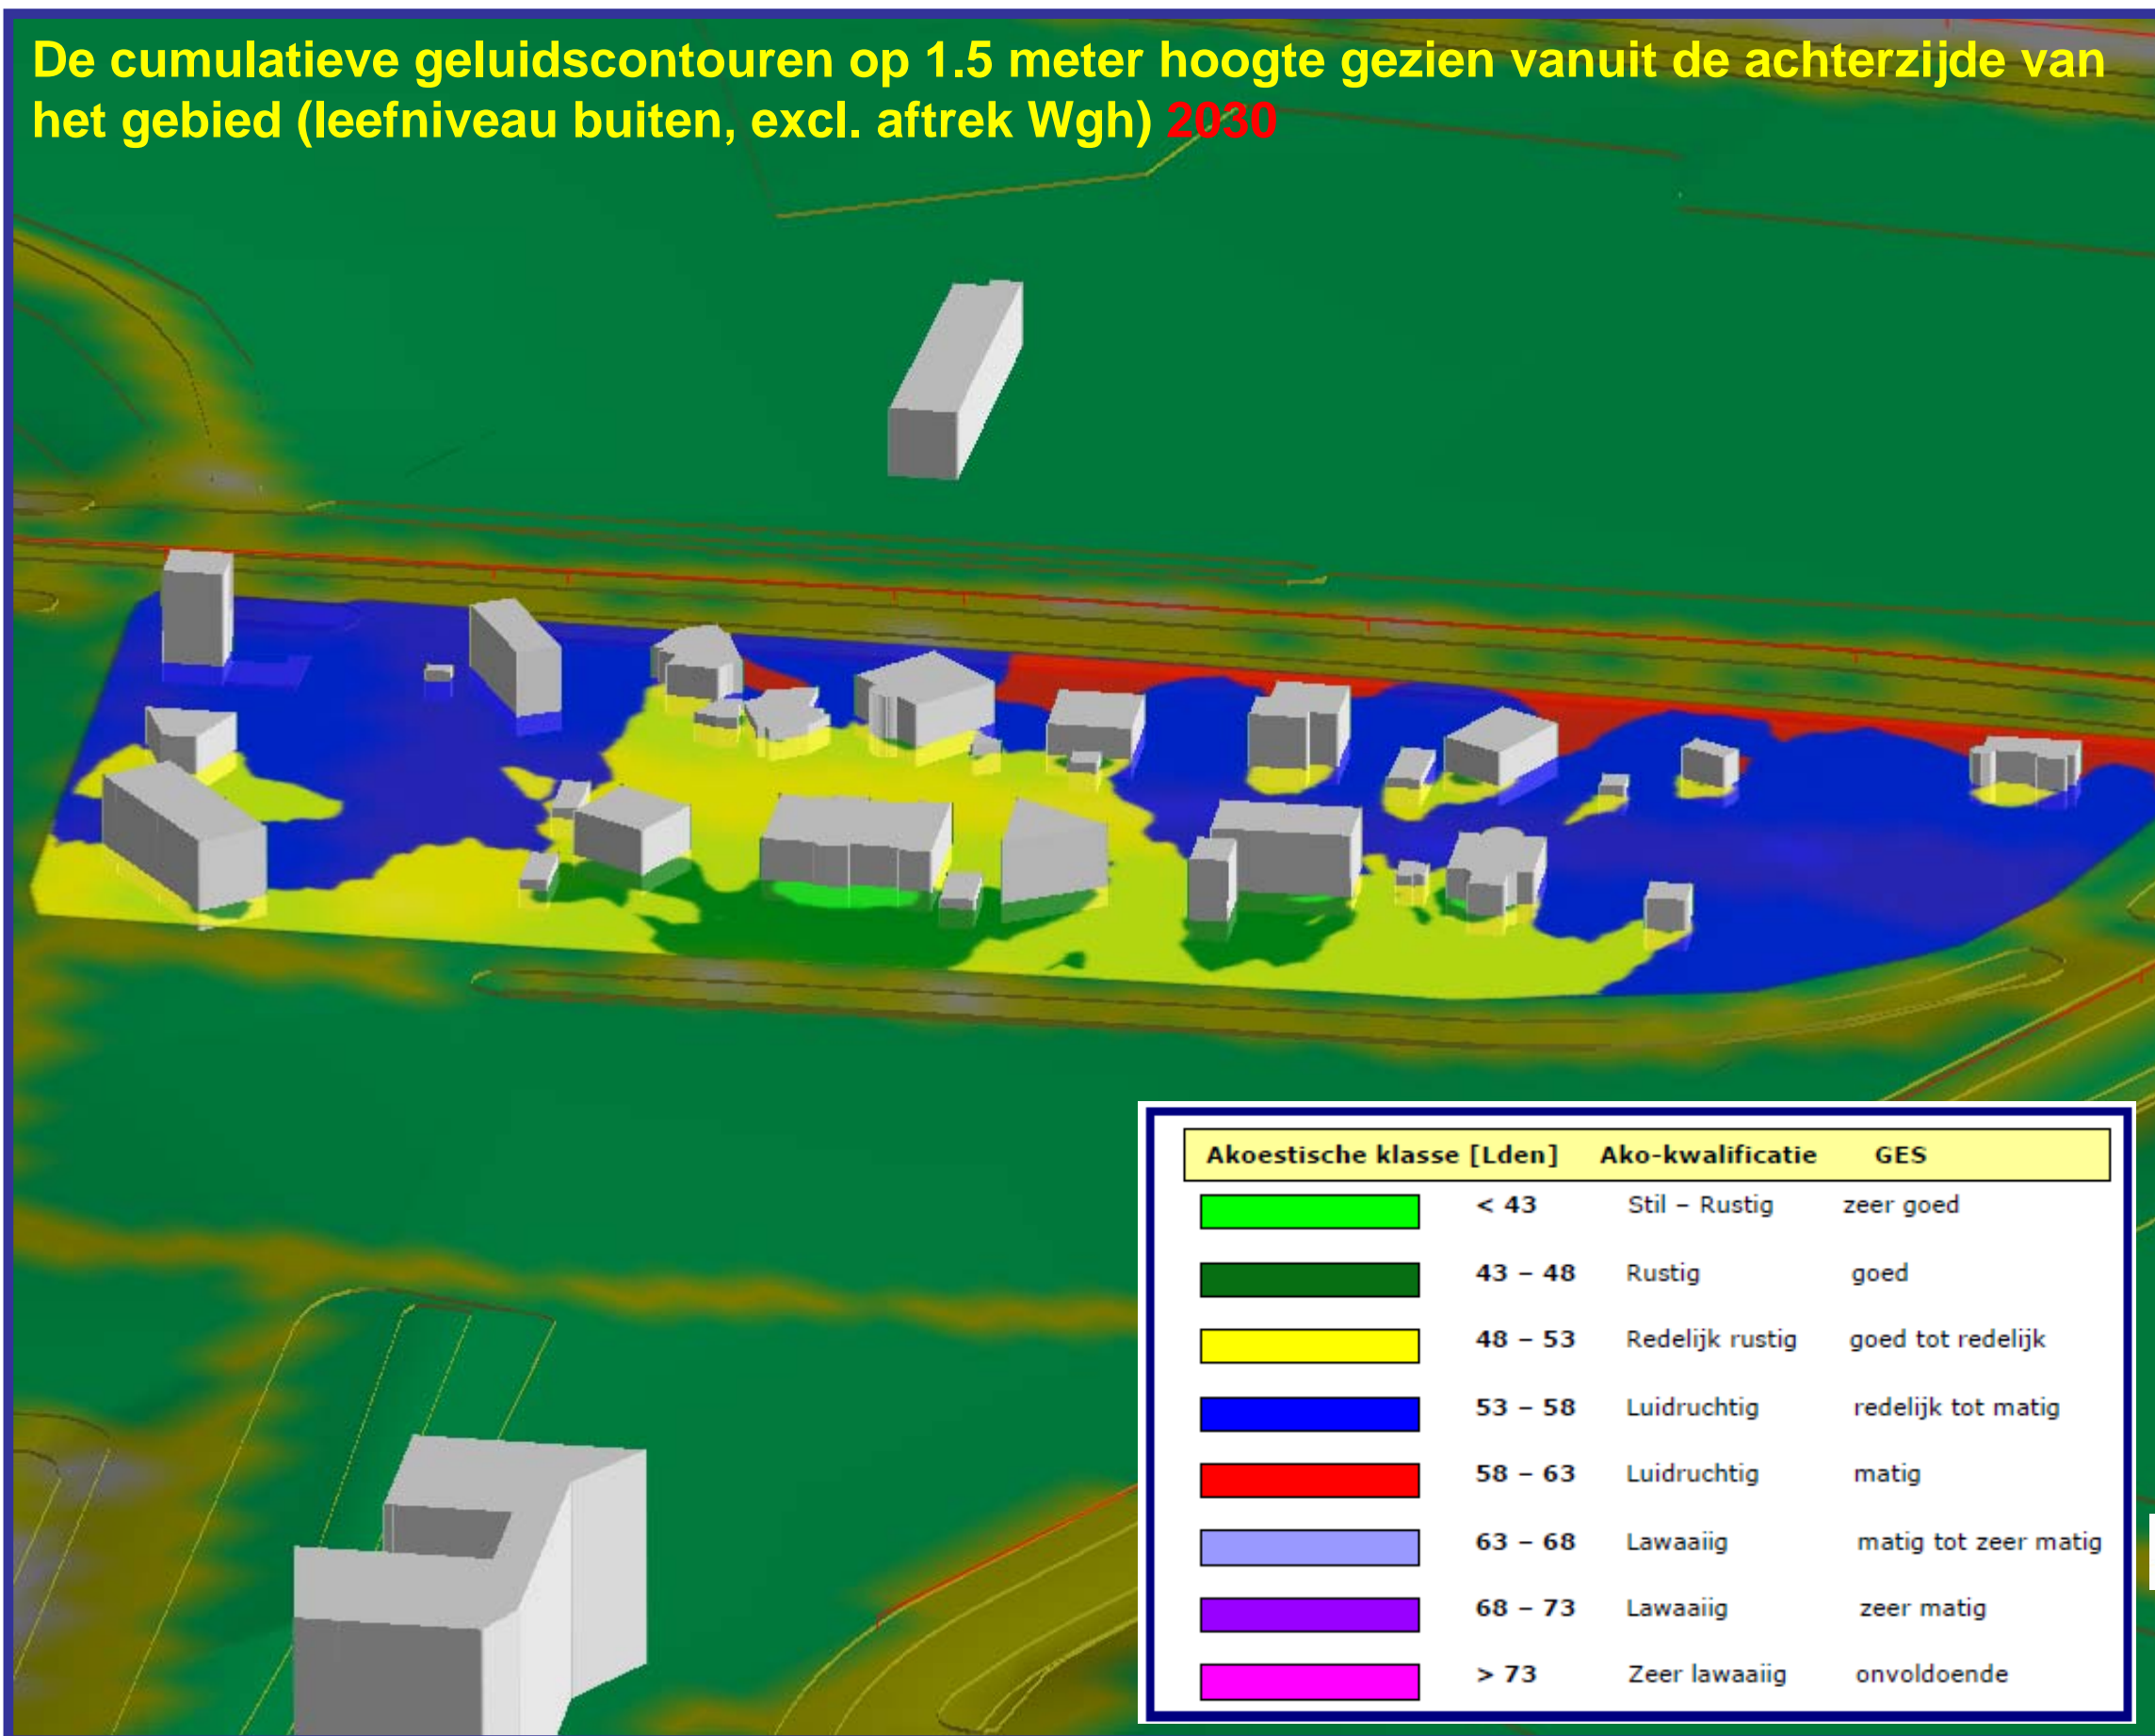 De cumulatieve geluidscontouren op 1.5 meter hoogte gezien vanuit de achterzijde van
het gebied (leefniveau buiten, excl. aftrek Wgh) 2030
Akoestische klasse [Lden] Ako-kwalificatie GES
< 43 Stil – Rustig zeer goed
43 – 48 Rustig goed
48 – 53 Redelijk rustig goed tot redelijk
53 – 58 Luidruchtig redelijk tot matig
58 – 63 Luidruchtig matig
63 – 68 Lawaaiig matig tot zeer matig
68 – 73 Lawaaiig zeer matig
> 73 Zeer lawaaiig onvoldoende